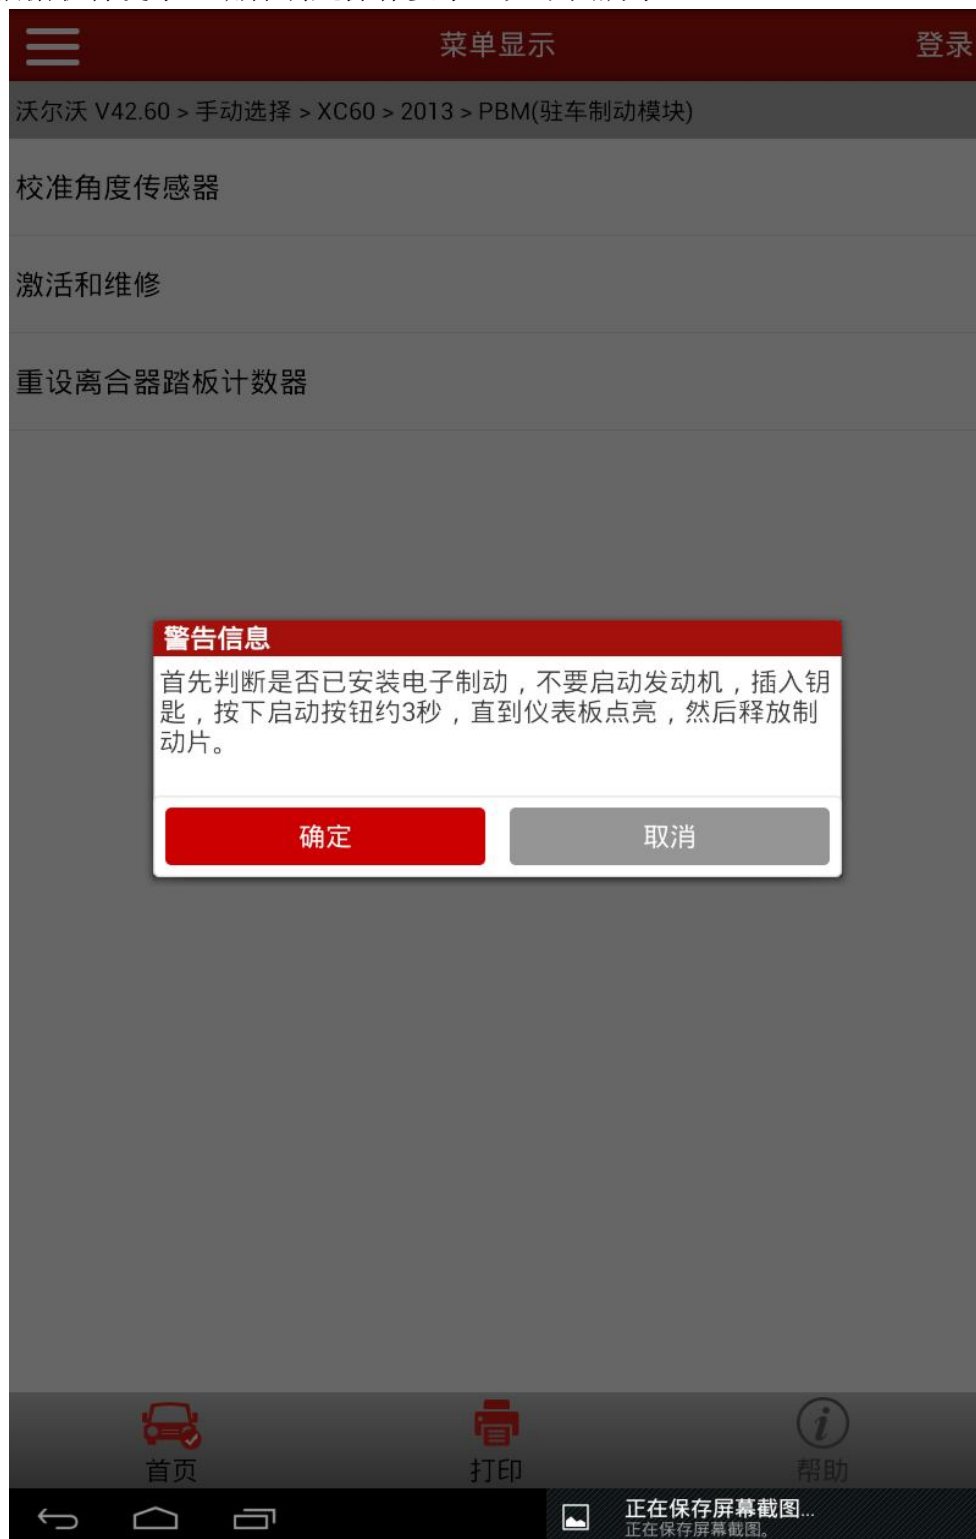 菜单显示
登录
沃尔沃 V42.60 > 手动选择 > XC60 > 2013 > PBM(驻车制动模块)
校准角度传感器
激活和维修
重设离合器踏板计数器
警告信息
首先判断是否已安装电子制动，不要启动发动机，插入钥
匙，按下启动按钮约3秒，直到仪表板点亮，然后释放制
动片。
确定
取消
首页
打印
帮助
正在保存屏幕截图...
正在保存屏幕截图。